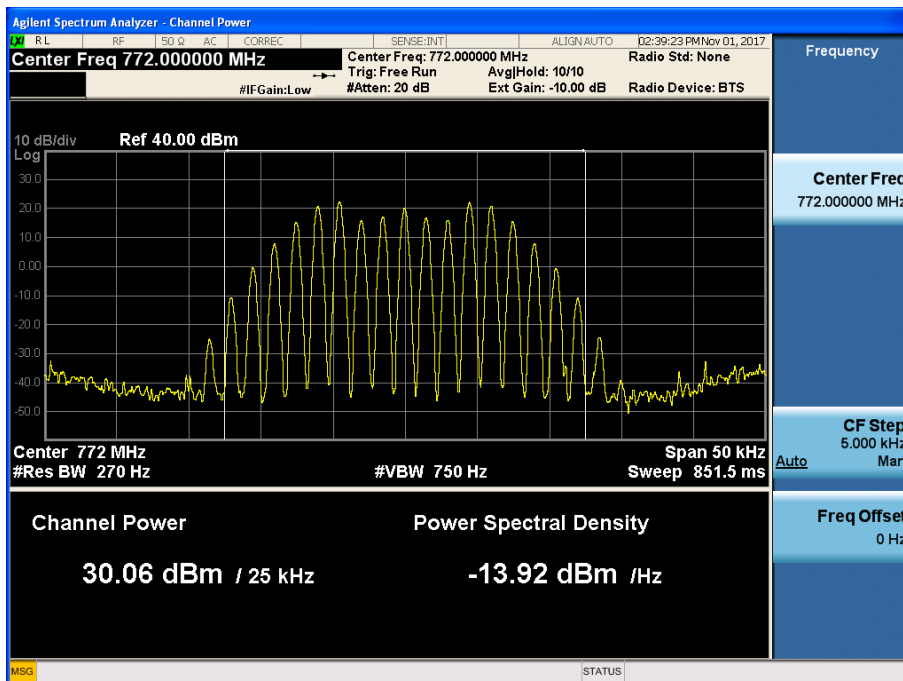 Agilent Spectrum Analyzer - Channel Power
LXI RL RF 50 Ω AC CORREC SENSE:INT ALIGN AUTO 02:39:23 PM Nov 01, 2017
Center Freq 772.000000 MHz Center Freq: 772.000000 MHz Radio Std: None
Trig: Free Run Avg|Hold: 10/10
#IFGain:Low #Atten: 20 dB Ext Gain: -10.00 dB Radio Device: BTS
10 dB/div Ref 40.00 dBm
Log
30.0
20.0
10.0
0.00
-10.0
-20.0
-30.0
-40.0
-50.0
Center 772 MHz Span 50 kHz
#Res BW 270 Hz #VBW 750 Hz Sweep 851.5 ms
Channel Power Power Spectral Density
30.06 dBm / 25 kHz -13.92 dBm /Hz
Frequency
Center Freq
772.000000 MHz
CF Step
5.000 kHz
Auto Man
Freq Offset
0 Hz
MSG STATUS